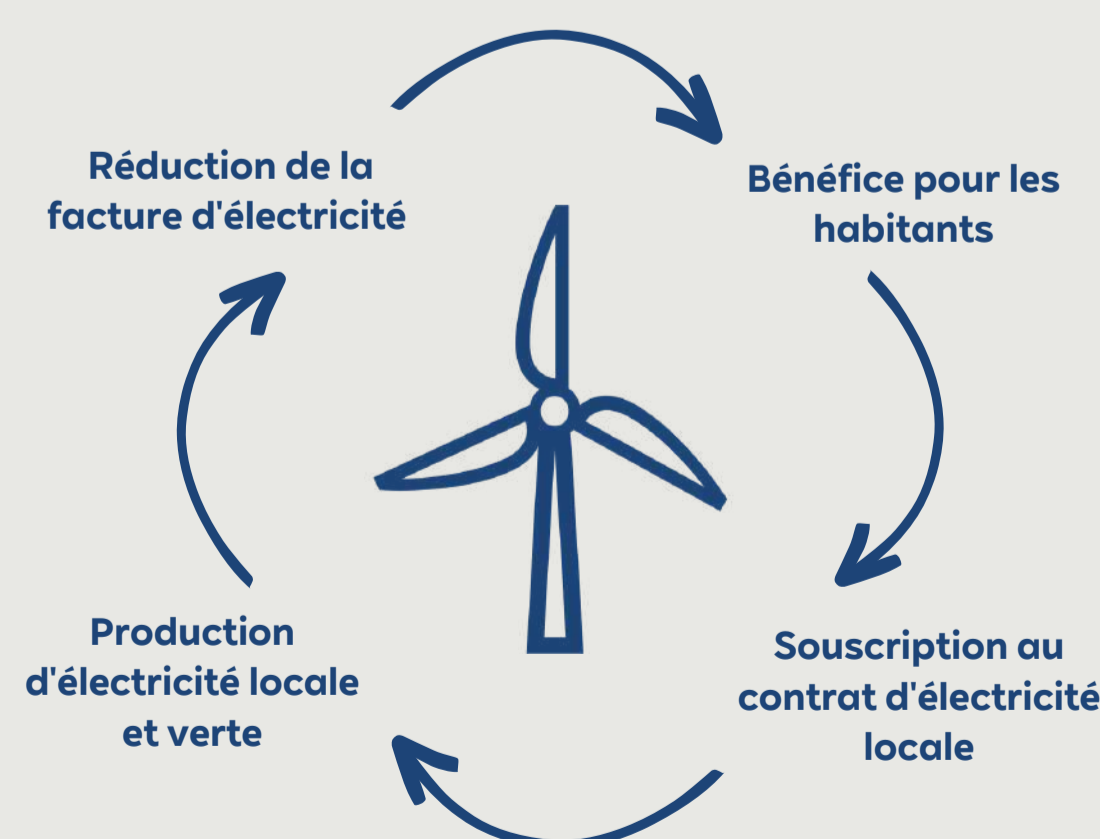 Réduction de la
facture d'électricité
Bénéfice pour les
habitants
Production
d'électricité locale
et verte
Souscription au
contrat d'électricité
locale